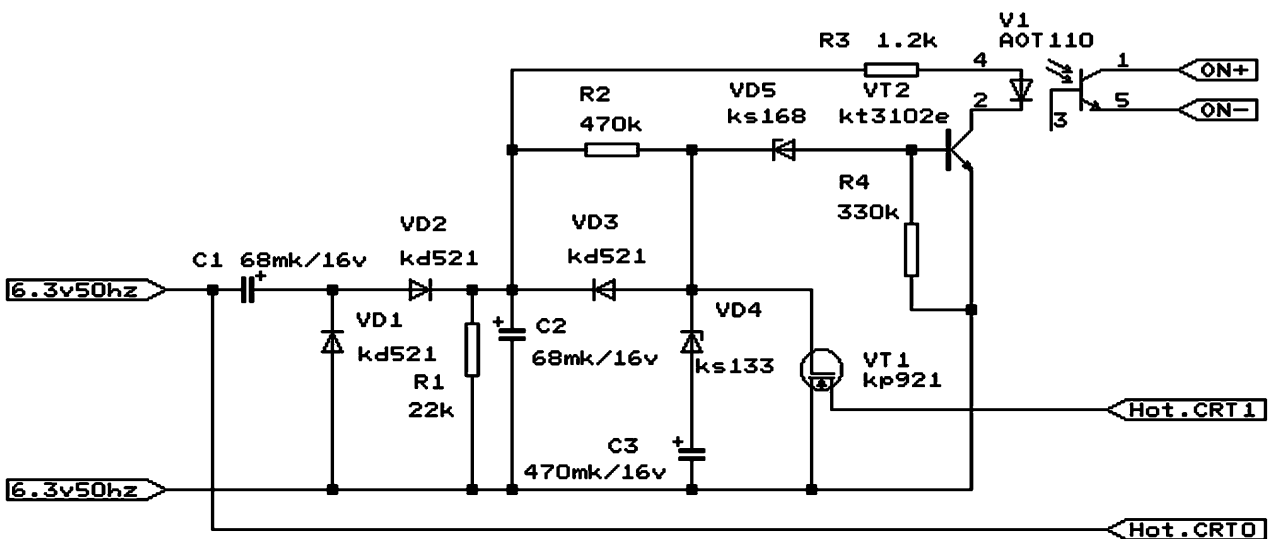 V1
AOT110
R3 1.2k
4
1
ON+
R2
470k
VD5
ks168
VT2
kt3102e
2
5
ON-
3
R4
330k
VD2
kd521
VD3
kd521
C1 68mk/16v
+
6.3v50hz
VD1
kd521
R1
22k
+
C2
68mk/16v
VD4
ks133
VT1
kp921
Hot.CRT1
C3
+
470mk/16v
6.3v50hz
Hot.CRT0